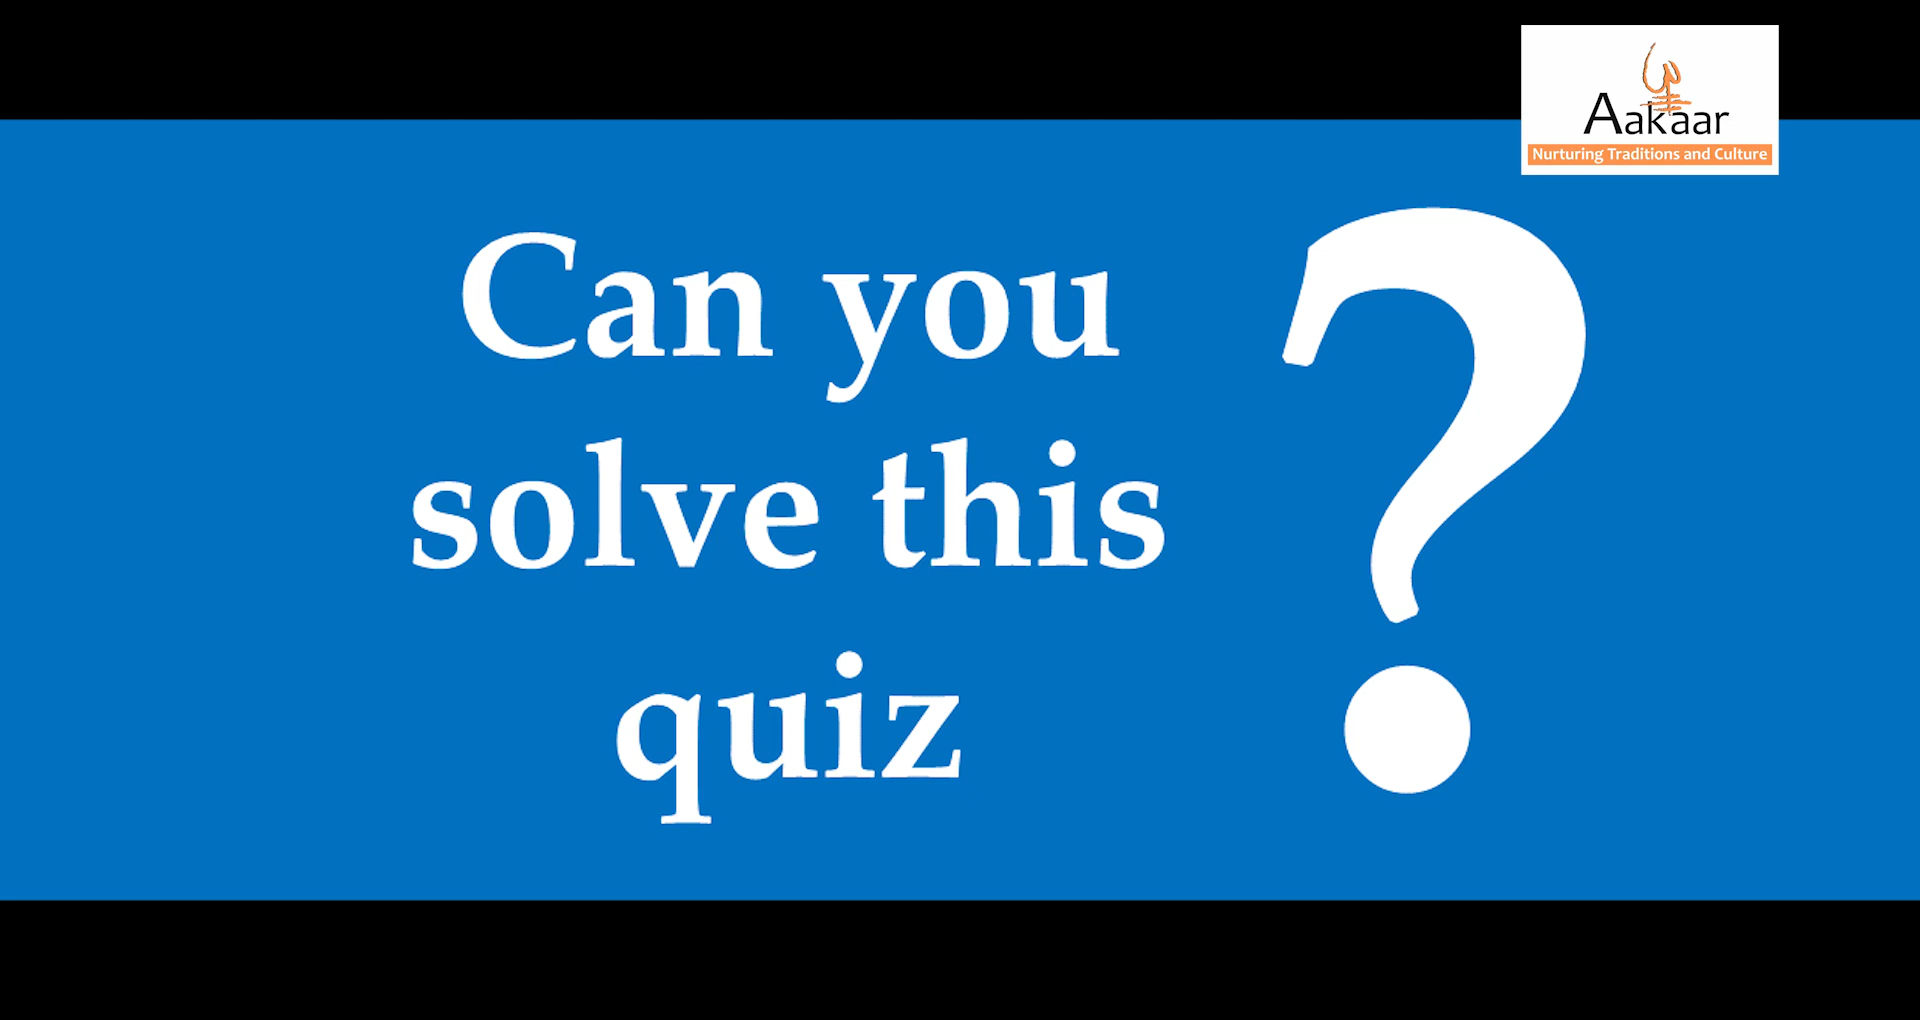 Aakaar
Nurturing Traditions and Culture
Can you
solve this
quiz
?